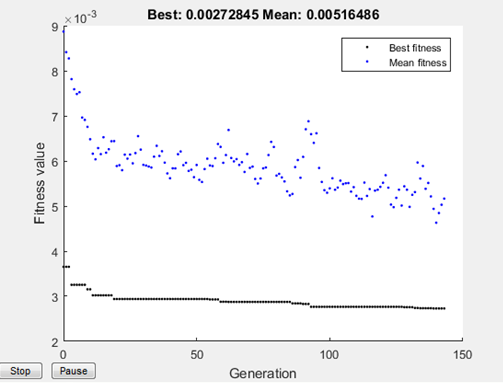 Best: 0.00272845 Mean: 0.00516486
×10⁻³
9
8
7
6
5
4
3
2
Fitness value
Best fitness
Mean fitness
0
50
100
150
Generation
Stop
Pause